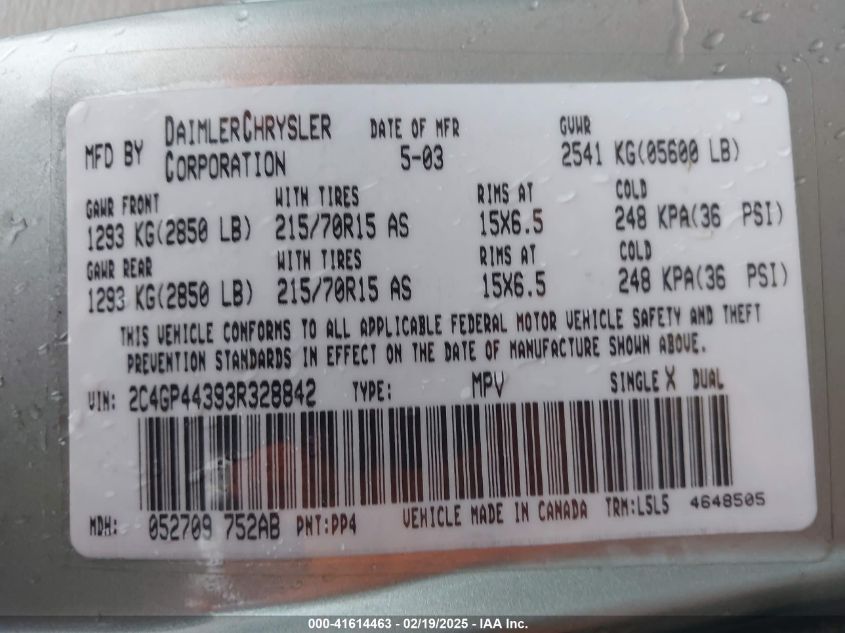 MFD BY DAIMLERCHRYSLER CORPORATION DATE OF MFR 5-03 GVWR 2541 KG(05600 LB)
GAWR FRONT WITH TIRES RIMS AT COLD
1293 KG(2850 LB) 215/70R15 AS 15X6.5 248 KPA(36 PSI)
GAWR REAR WITH TIRES RIMS AT COLD
1293 KG(2850 LB) 215/70R15 AS 15X6.5 248 KPA(36 PSI)
THIS VEHICLE CONFORMS TO ALL APPLICABLE FEDERAL MOTOR VEHICLE SAFETY AND THEFT
PREVENTION STANDARDS IN EFFECT ON THE DATE OF MANUFACTURE SHOWN ABOVE.
VIN: 2C4GP44393R328842 TYPE: MPV SINGLE X DUAL
MDH: 052709 752AB PNT:PP4 VEHICLE MADE IN CANADA TRM:L5L5 4648505
000-41614463 - 02/19/2025 - IAA Inc.